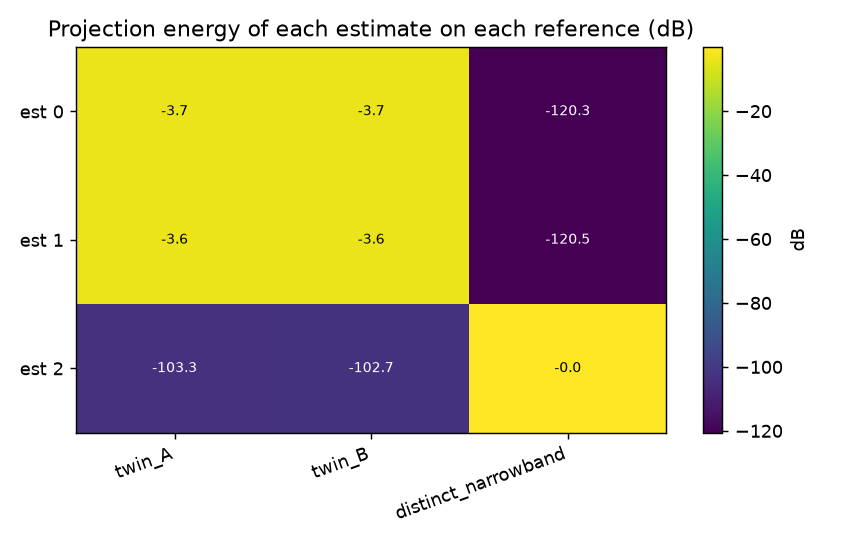 Projection energy of each estimate on each reference (dB)
est 0
-3.7
-3.7
-120.3
est 1
-3.6
-3.6
-120.5
est 2
-103.3
-102.7
-0.0
twin_A
twin_B
distinct_narrowband
−20
−40
−60
−80
−100
−120
dB